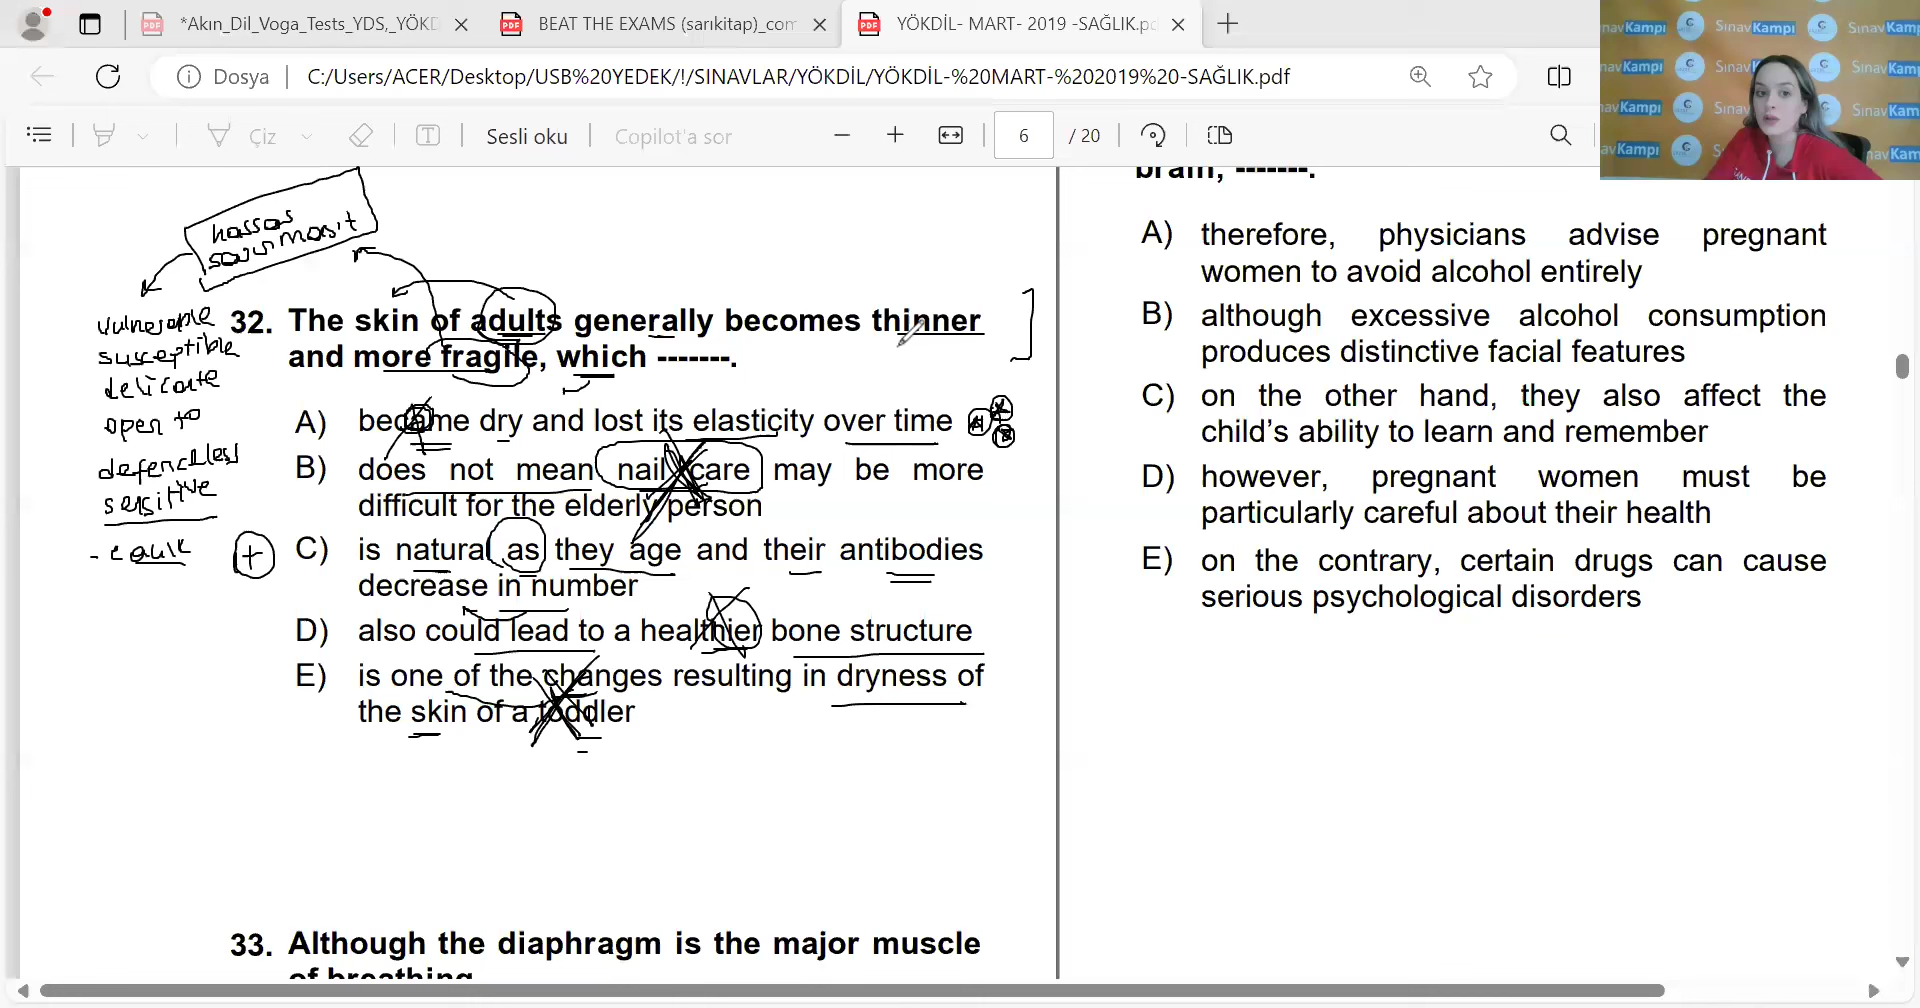 *Akın_Dil_Voga_Tests_YDS,_YÖKD
BEAT THE EXAMS (sarıkitap)_com
YÖKDİL- MART- 2019 -SAĞLIK.pd
Dosya
C:/Users/ACER/Desktop/USB%20YEDEK/!/SINAVLAR/YÖKDİL/YÖKDİL-%20MART-%202019%20-SAĞLIK.pdf
Çiz
Sesli oku
Copilot'a sor
6 / 20
hassas
vulnerable
susceptible
delicate
open to
defenceless
sensitive
32. The skin of adults generally becomes thinner
and more fragile, which -------.
A) became dry and lost its elasticity over time
B) does not mean nail care may be more
difficult for the elderly person
C) is natural as they age and their antibodies
decrease in number
D) also could lead to a healthier bone structure
E) is one of the changes resulting in dryness of
the skin of a toddler
33. Although the diaphragm is the major muscle
of breathing,
brain, -------.
A) therefore, physicians advise pregnant
women to avoid alcohol entirely
B) although excessive alcohol consumption
produces distinctive facial features
C) on the other hand, they also affect the
child's ability to learn and remember
D) however, pregnant women must be
particularly careful about their health
E) on the contrary, certain drugs can cause
serious psychological disorders
SınavKampı